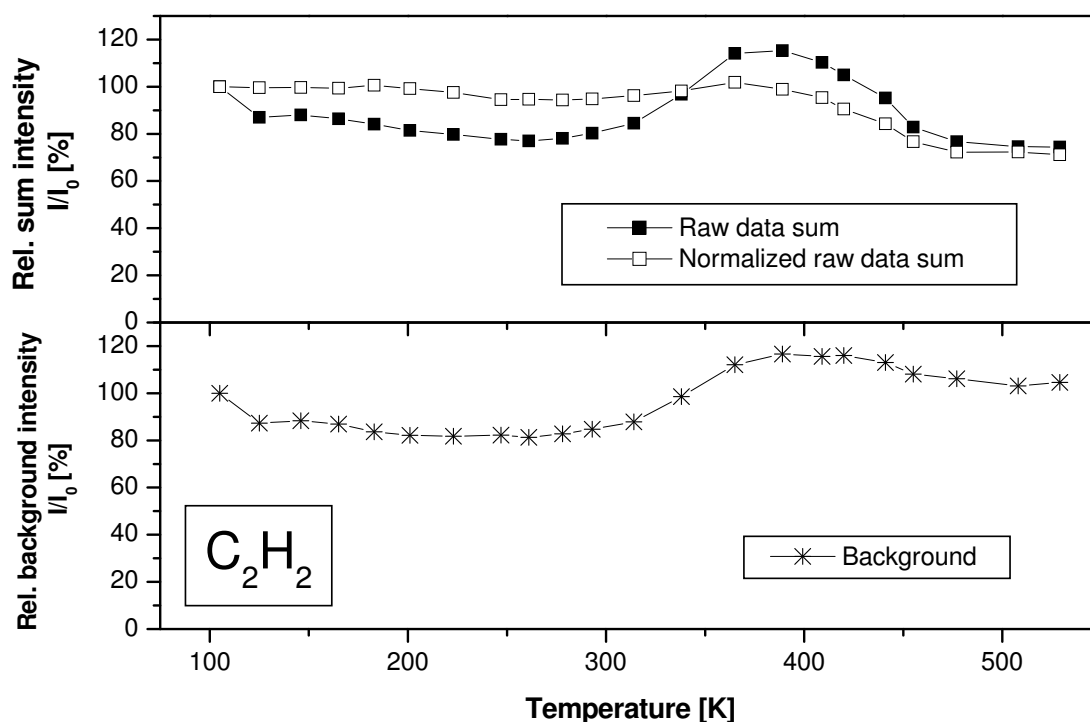 Rel. sum intensity
I/I₀ [%]
120
100
80
60
40
20
0
Raw data sum
Normalized raw data sum
Rel. background intensity
I/I₀ [%]
120
100
80
60
40
20
0
C₂H₂
Background
100
200
300
400
500
Temperature [K]